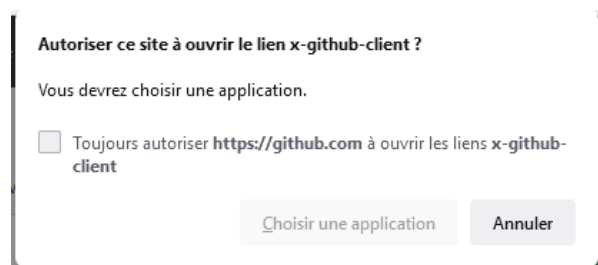 Autoriser ce site à ouvrir le lien x-github-client ?
Vous devrez choisir une application.
Toujours autoriser https://github.com à ouvrir les liens x-github-
client
Choisir une application
Annuler